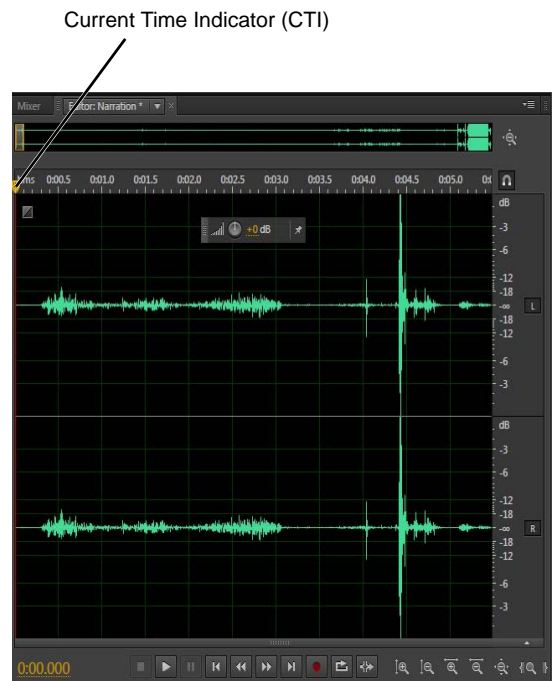 Current Time Indicator (CTI)
Mixer Editor: Narration * ▼ ×
hms 0:00.5 0:01.0 0:01.5 0:02.0 0:02.5 0:03.0 0:03.5 0:04.0 0:04.5 0:05.0
+0 dB
dB
-3
-6
-12
-18
-∞ L
-18
-12
-6
-3
dB
-3
-6
-12
-18
-∞ R
-18
-12
-6
-3
0:00.000